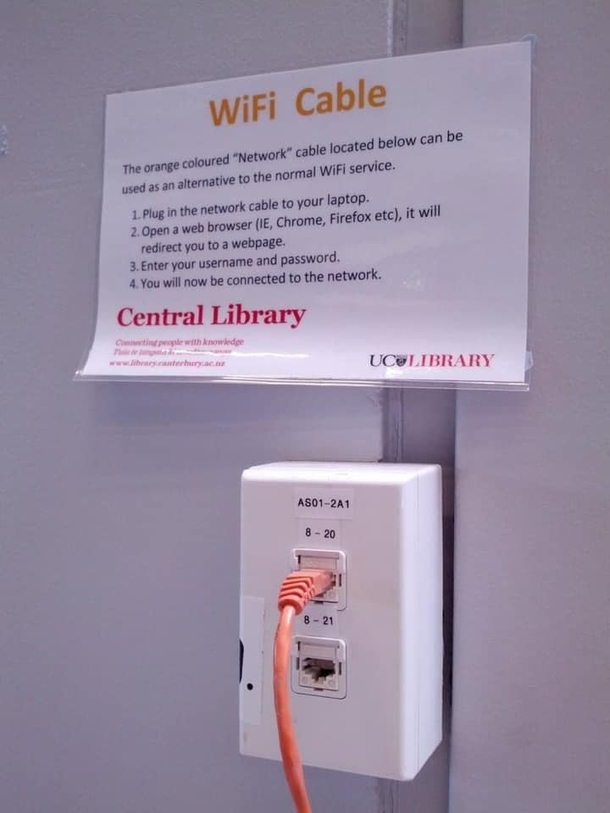 WiFi Cable
The orange coloured "Network" cable located below can be
used as an alternative to the normal WiFi service.
1. Plug in the network cable to your laptop.
2. Open a web browser (IE, Chrome, Firefox etc), it will
redirect you to a webpage.
3. Enter your username and password.
4. You will now be connected to the network.
Central Library
Connecting people with knowledge
www.library.canterbury.ac.nz
UC LIBRARY
AS01-2A1
8 - 20
8 - 21